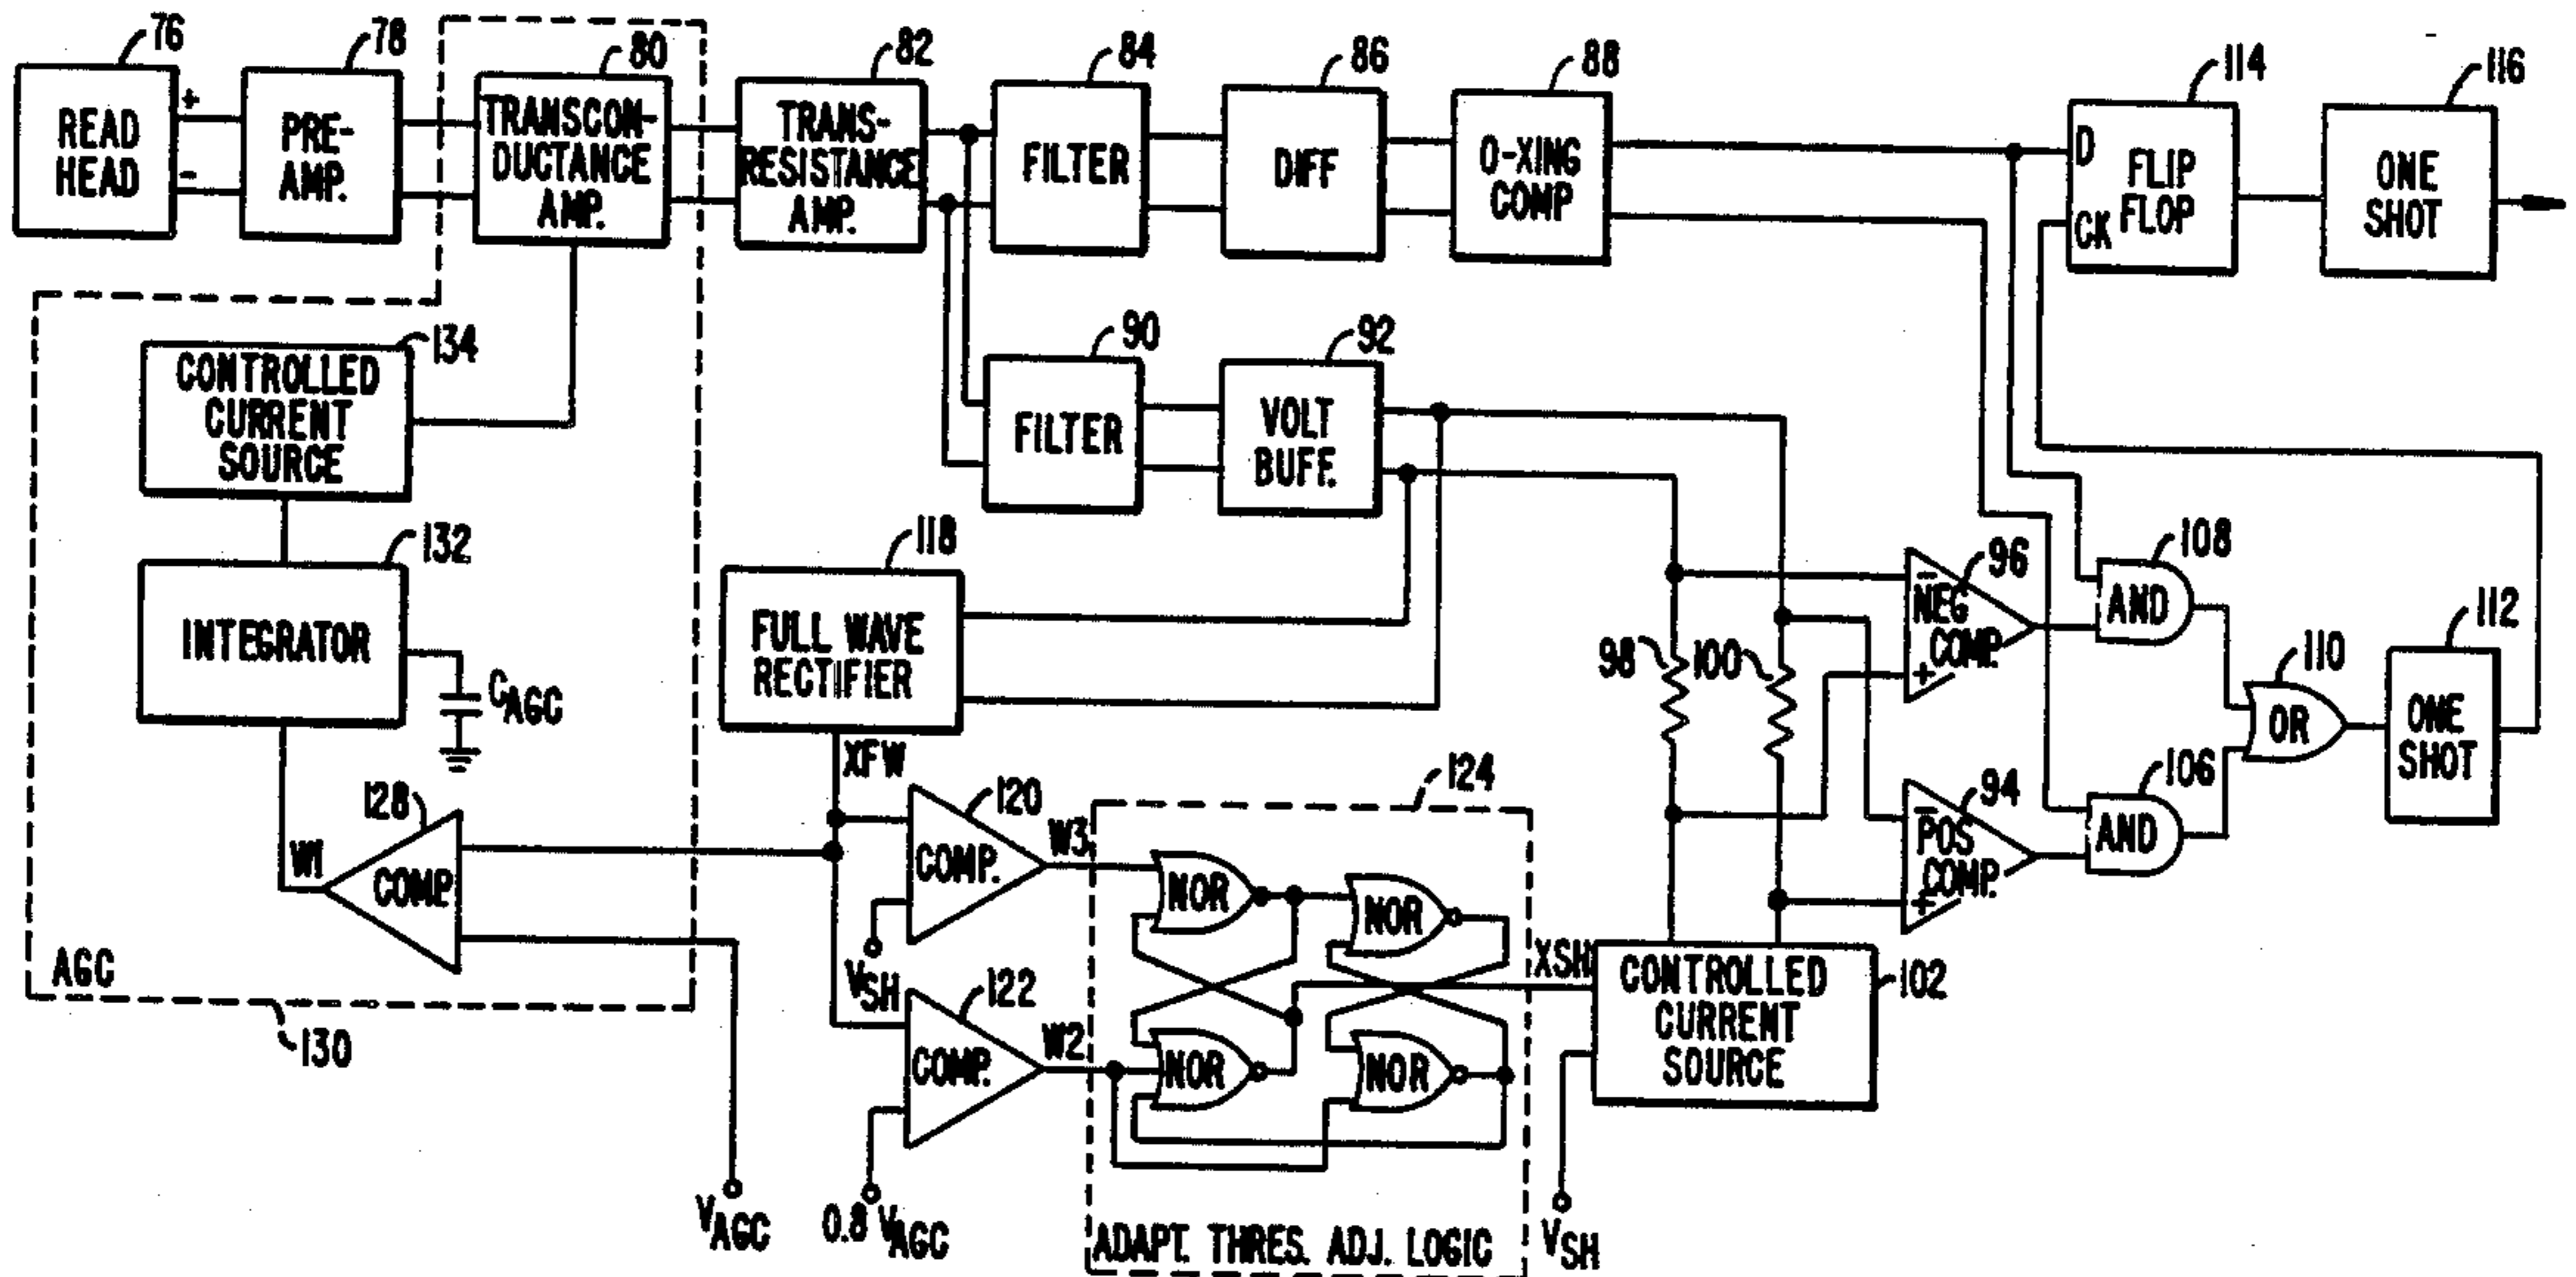 76
78
80
82
84
86
88
114
116
READ
HEAD
+
-
PRE-
AMP.
TRANSCON-
DUCTANCE
AMP.
TRANS-
RESISTANCE
AMP.
FILTER
DIFF
0-XING
COMP
D
CK
FLIP
FLOP
ONE
SHOT
134
CONTROLLED
CURRENT
SOURCE
90
FILTER
92
VOLT
BUFF.
132
INTEGRATOR
CAGC
118
FULL WAVE
RECTIFIER
XFW
98
100
96
-
NEG
COMP.
+
108
AND
110
OR
112
ONE
SHOT
94
-
POS
COMP.
+
106
AND
128
W1
COMP.
AGC
130
VAGC
120
COMP.
W3
VSH
122
COMP.
W2
0.8 VAGC
124
NOR
NOR
NOR
NOR
ADAPT. THRES. ADJ. LOGIC
XSH
CONTROLLED
CURRENT
SOURCE
102
VSH